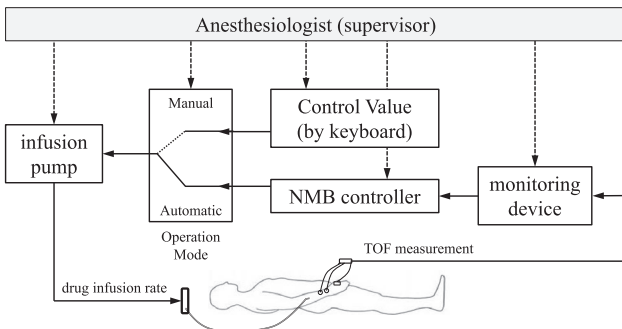 Anesthesiologist (supervisor)
Manual
Control Value
(by keyboard)
infusion
pump
NMB controller
monitoring
device
Automatic
Operation
Mode
TOF measurement
drug infusion rate